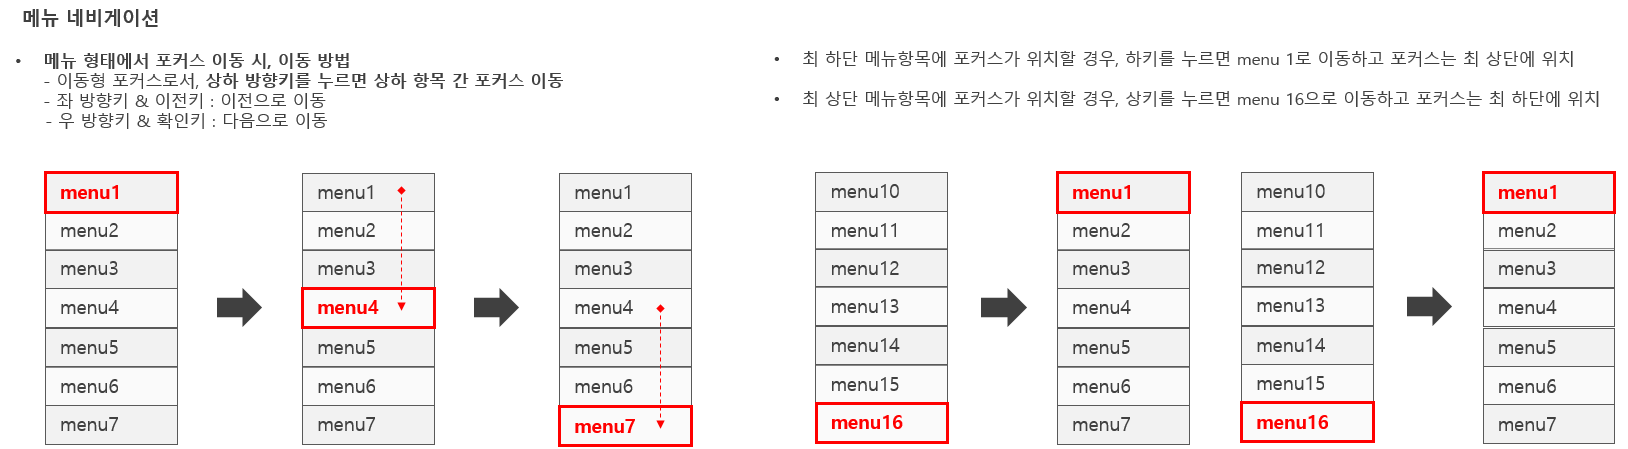 메뉴 네비게이션
• 메뉴 형태에서 포커스 이동 시, 이동 방법
- 이동형 포커스로서, 상하 방향키를 누르면 상하 항목 간 포커스 이동
- 좌 방향키 & 이전키 : 이전으로 이동
- 우 방향키 & 확인키 : 다음으로 이동
• 최 하단 메뉴항목에 포커스가 위치할 경우, 하키를 누르면 menu 1로 이동하고 포커스는 최 상단에 위치
• 최 상단 메뉴항목에 포커스가 위치할 경우, 상키를 누르면 menu 16으로 이동하고 포커스는 최 하단에 위치
menu1
menu2
menu3
menu4
menu5
menu6
menu7
menu1
menu2
menu3
menu4
menu5
menu6
menu7
menu1
menu2
menu3
menu4
menu5
menu6
menu7
menu10
menu11
menu12
menu13
menu14
menu15
menu16
menu1
menu2
menu3
menu4
menu5
menu6
menu7
menu10
menu11
menu12
menu13
menu14
menu15
menu16
menu1
menu2
menu3
menu4
menu5
menu6
menu7